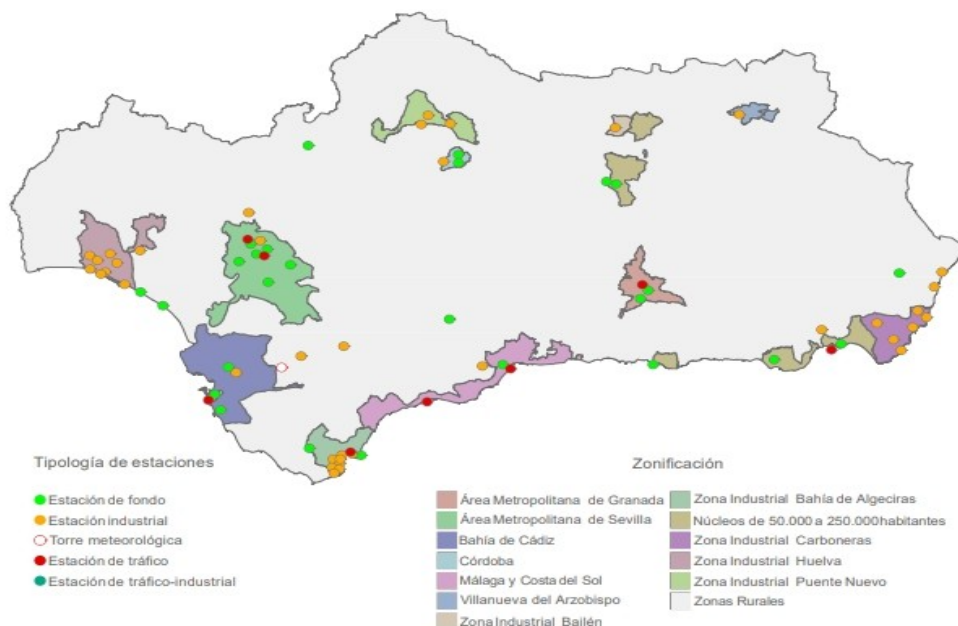 Tipología de estaciones
Estación de fondo
Estación industrial
Torre meteorológica
Estación de tráfico
Estación de tráfico-industrial
Zonificación
Área Metropolitana de Granada
Área Metropolitana de Sevilla
Bahía de Cádiz
Córdoba
Málaga y Costa del Sol
Villanueva del Arzobispo
Zona Industrial Bailén
Zona Industrial Bahía de Algeciras
Núcleos de 50.000 a 250.000 habitantes
Zona Industrial Carboneras
Zona Industrial Huelva
Zona Industrial Puente Nuevo
Zonas Rurales